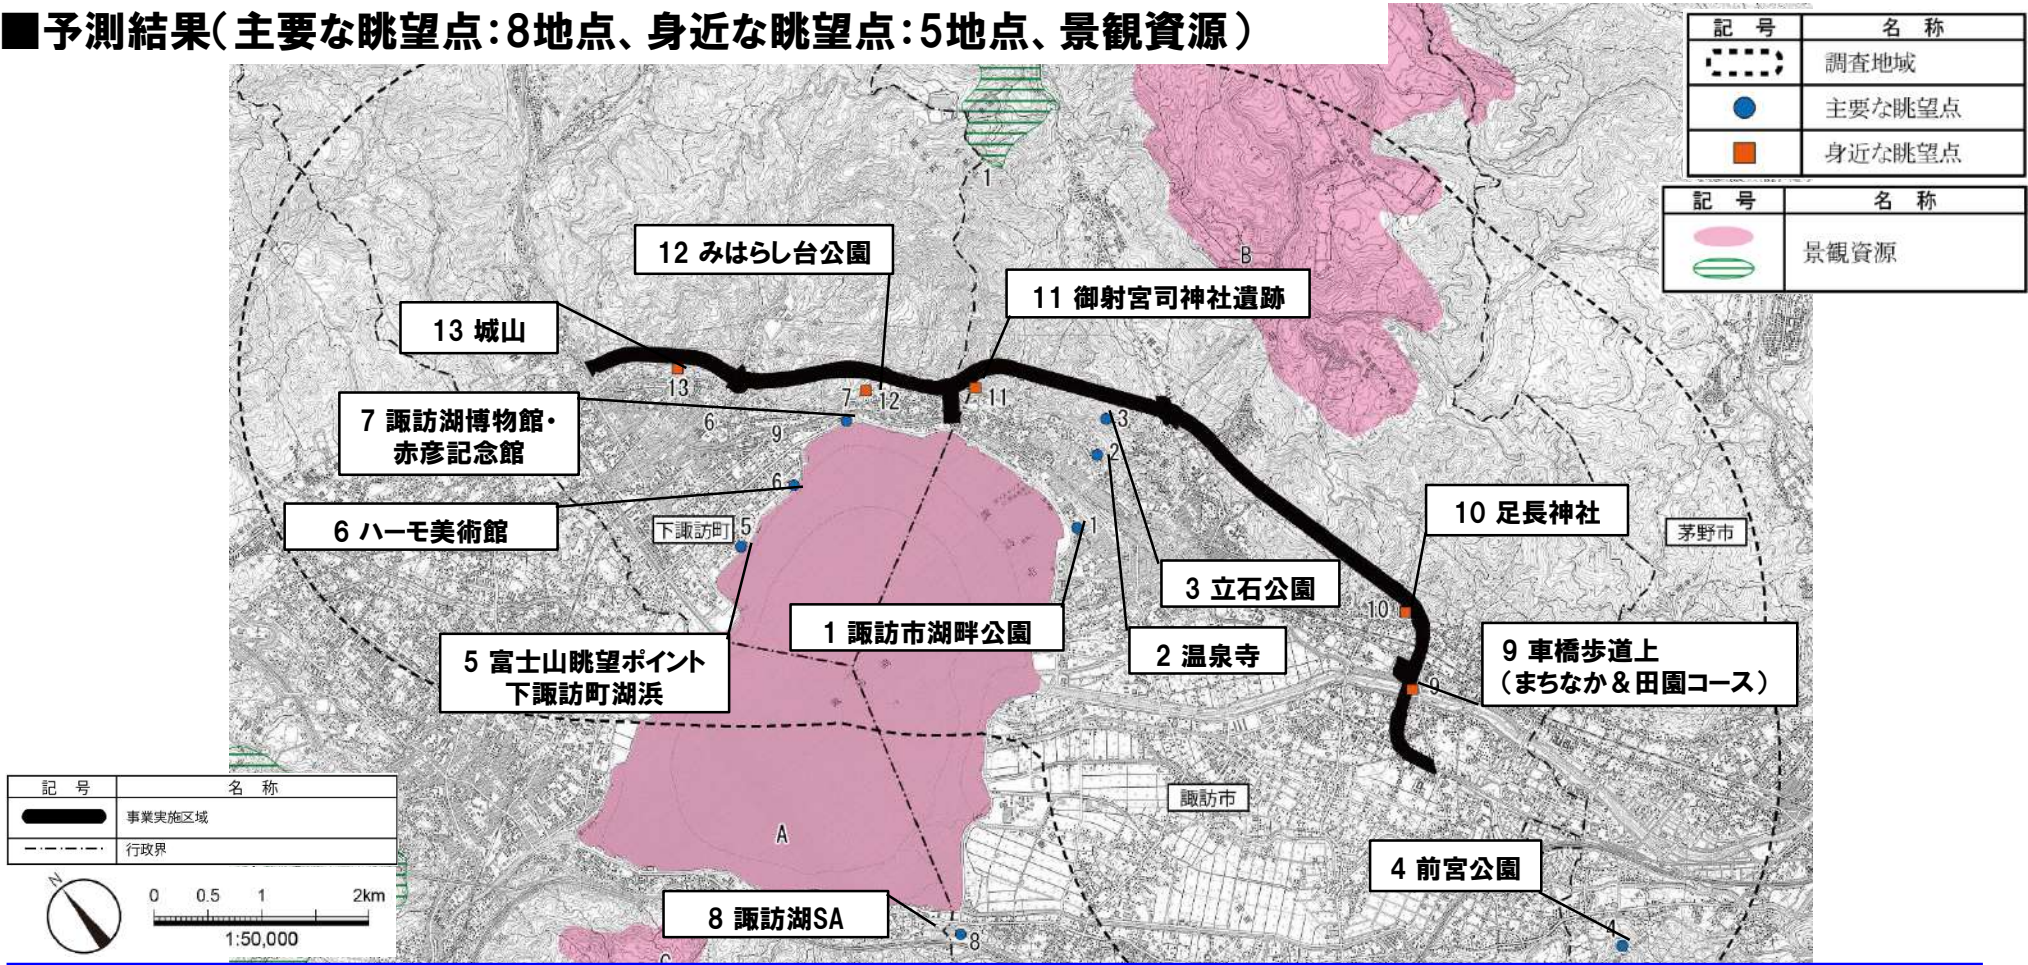 ■予測結果(主要な眺望点:8地点、身近な眺望点:5地点、景観資源)
記 号 名 称
調査地域
主要な眺望点
身近な眺望点
記 号 名 称
景観資源
1
B
12 みはらし台公園
11 御射宮司神社遺跡
13 城山
13
7
12
11
7 諏訪湖博物館・
赤彦記念館
6
9
3
2
6
6 ハーモ美術館
下諏訪町
5
1
10 足長神社
茅野市
3 立石公園
10
1 諏訪市湖畔公園
2 温泉寺
5 富士山眺望ポイント
下諏訪町湖浜
9 車橋歩道上
(まちなか&田園コース)
9
諏訪市
A
記 号 名 称
事業実施区域
行政界
N
0 0.5 1 2km
1:50,000
4 前宮公園
8 諏訪湖SA
8
4
C